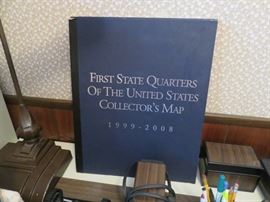 First State Quarters
Of The United States
Collector's Map
1999-2008